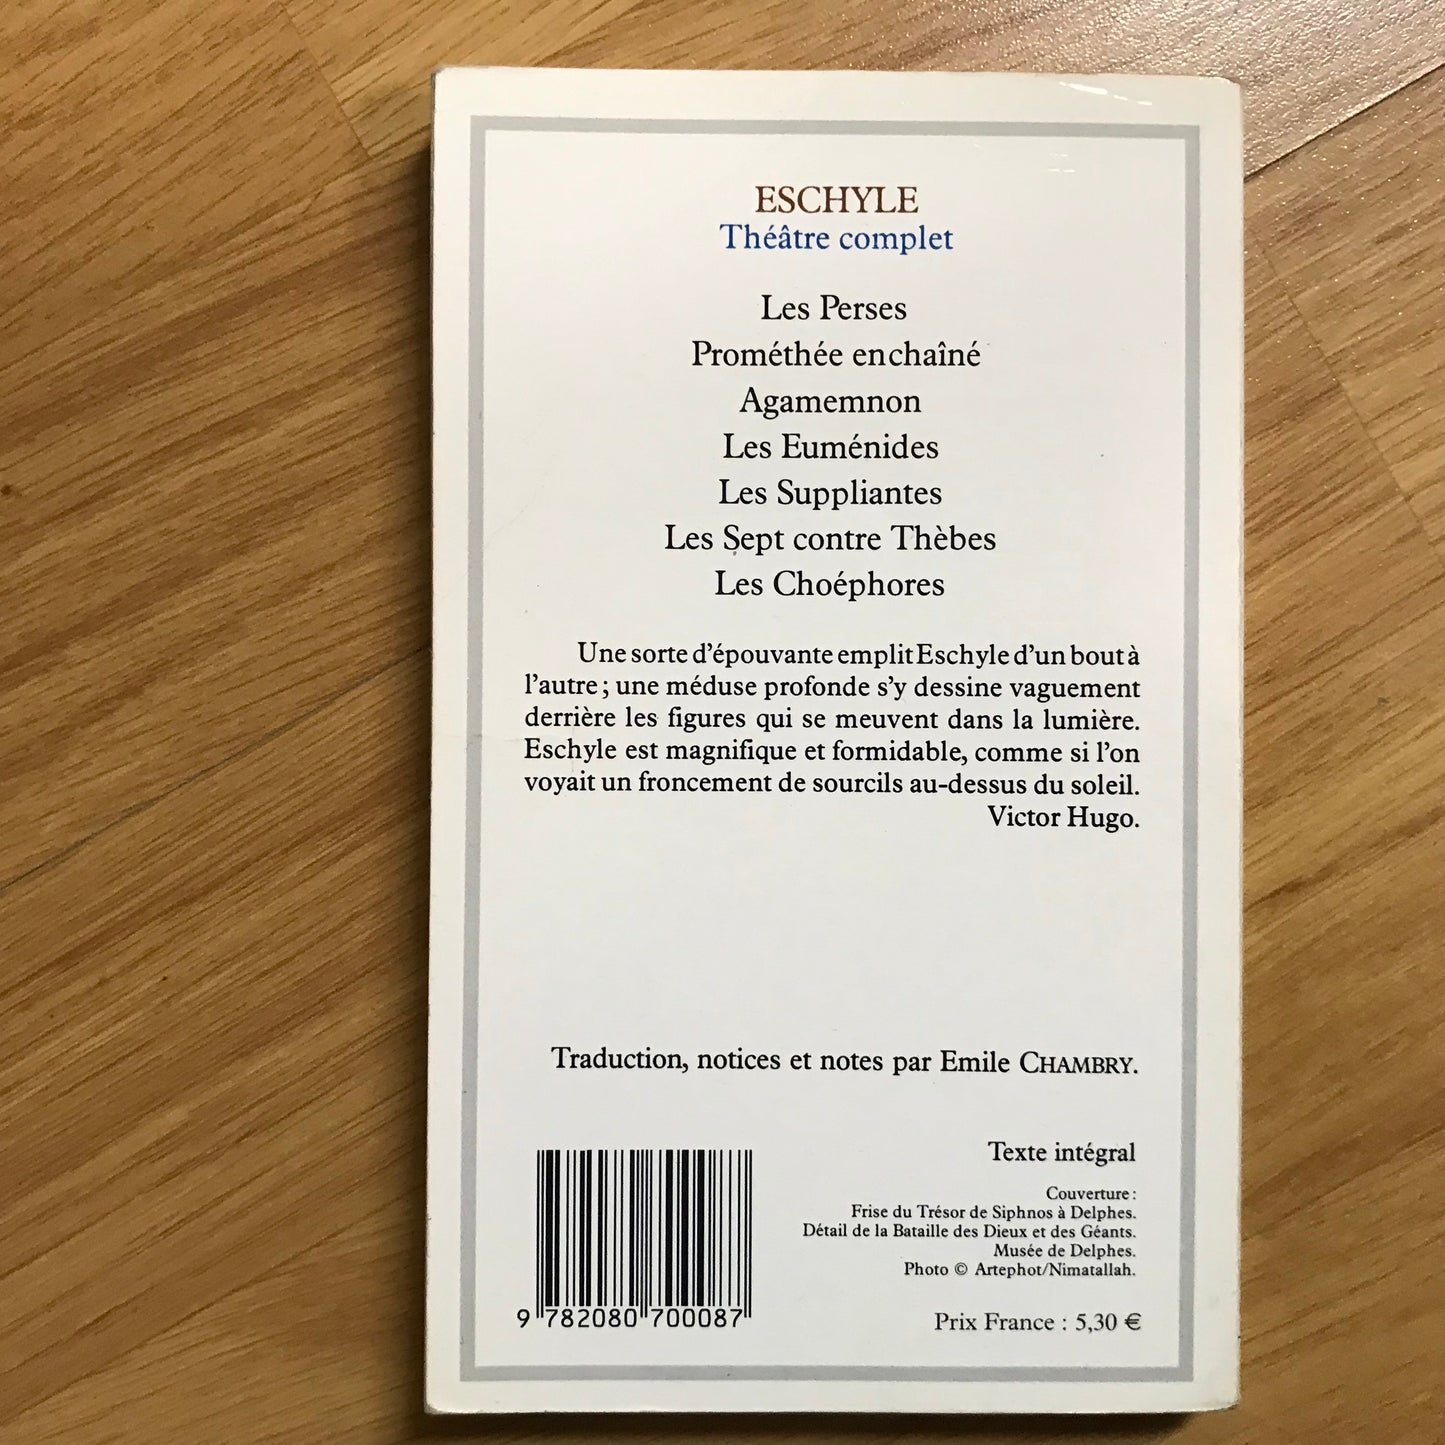 ESCHYLE
Théâtre complet
Les Perses
Prométhée enchaîné
Agamemnon
Les Euménides
Les Suppliantes
Les Sept contre Thèbes
Les Choéphores
Une sorte d'épouvante emplit Eschyle d'un bout à
l'autre ; une méduse profonde s'y dessine vaguement
derrière les figures qui se meuvent dans la lumière.
Eschyle est magnifique et formidable, comme si l'on
voyait un froncement de sourcils au-dessus du soleil.
Victor Hugo.
Traduction, notices et notes par Emile CHAMBRY.
Texte intégral
Couverture :
Frise du Trésor de Siphnos à Delphes.
Détail de la Bataille des Dieux et des Géants.
Musée de Delphes.
Photo © Artephot/Nimatallah.
9 782080 700087
Prix France : 5,30 €